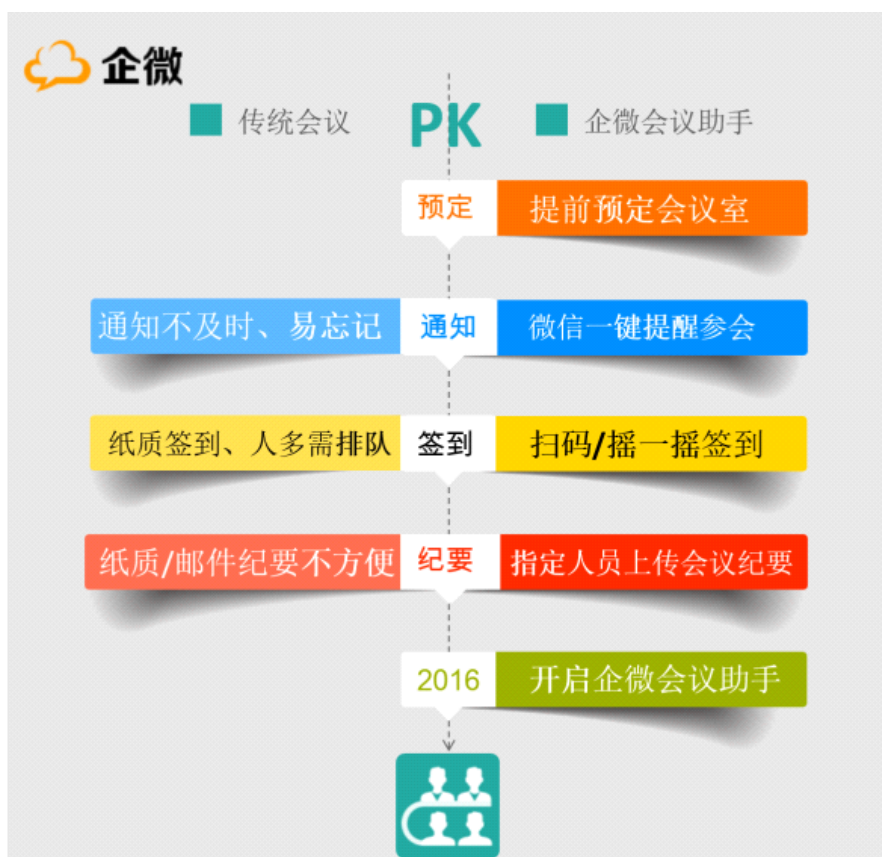 企微
传统会议 PK 企微会议助手
预定 提前预定会议室
通知不及时、易忘记 通知 微信一键提醒参会
纸质签到、人多需排队 签到 扫码/摇一摇签到
纸质/邮件纪要不方便 纪要 指定人员上传会议纪要
2016 开启企微会议助手